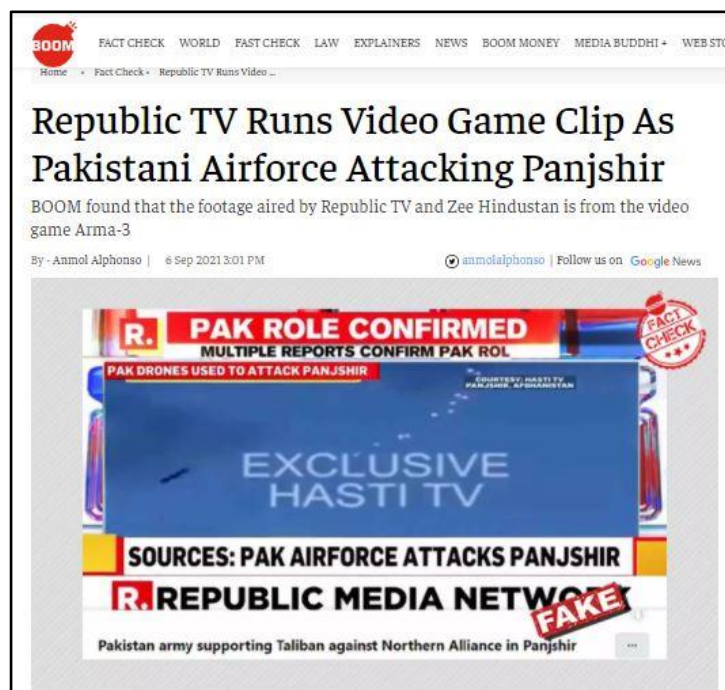 BOOM
FACT CHECK WORLD FAST CHECK LAW EXPLAINERS NEWS BOOM MONEY MEDIA BUDDHI + WEB STO
Home • Fact Check • Republic TV Runs Video ...
Republic TV Runs Video Game Clip As
Pakistani Airforce Attacking Panjshir
BOOM found that the footage aired by Republic TV and Zee Hindustan is from the video
game Arma-3
By - Anmol Alphonso | 6 Sep 2021 3:01 PM
anmolalphonso | Follow us on Google News
FACT
CHECK
R. PAK ROLE CONFIRMED
MULTIPLE REPORTS CONFIRM PAK ROL
PAK DRONES USED TO ATTACK PANJSHIR
COURTESY: HASTI TV
PANJSHIR, AFGHANISTAN
EXCLUSIVE
HASTI TV
SOURCES: PAK AIRFORCE ATTACKS PANJSHIR
R. REPUBLIC MEDIA NETWORK
FAKE
Pakistan army supporting Taliban against Northern Alliance in Panjshir